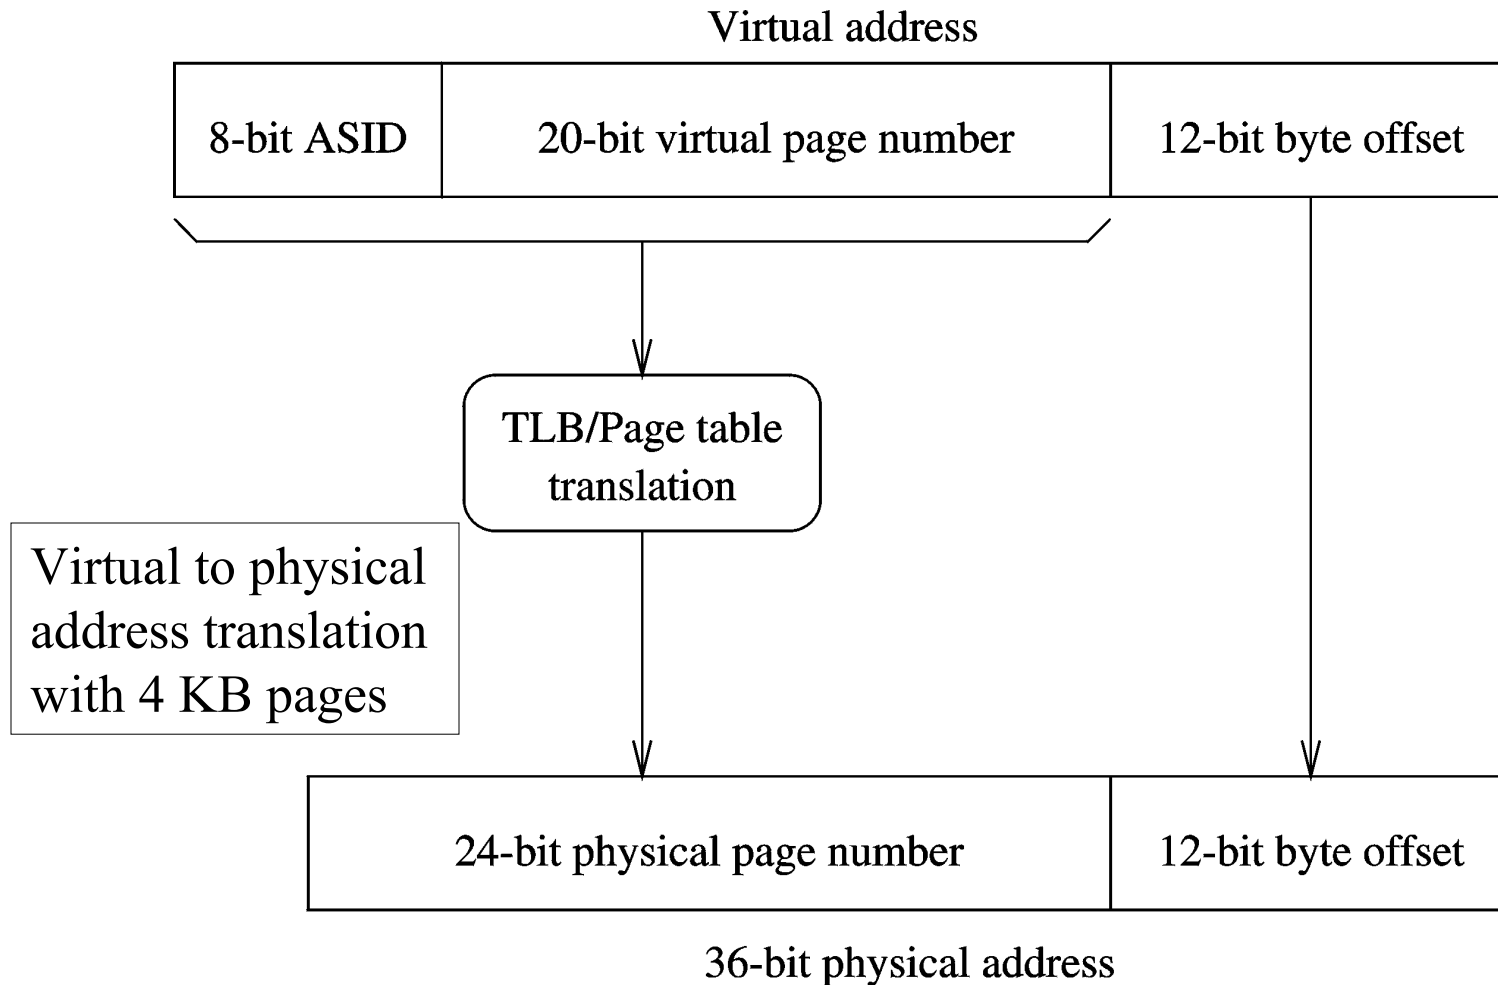 Virtual address
8-bit ASID
20-bit virtual page number
12-bit byte offset
TLB/Page table
translation
Virtual to physical
address translation
with 4 KB pages
24-bit physical page number
12-bit byte offset
36-bit physical address